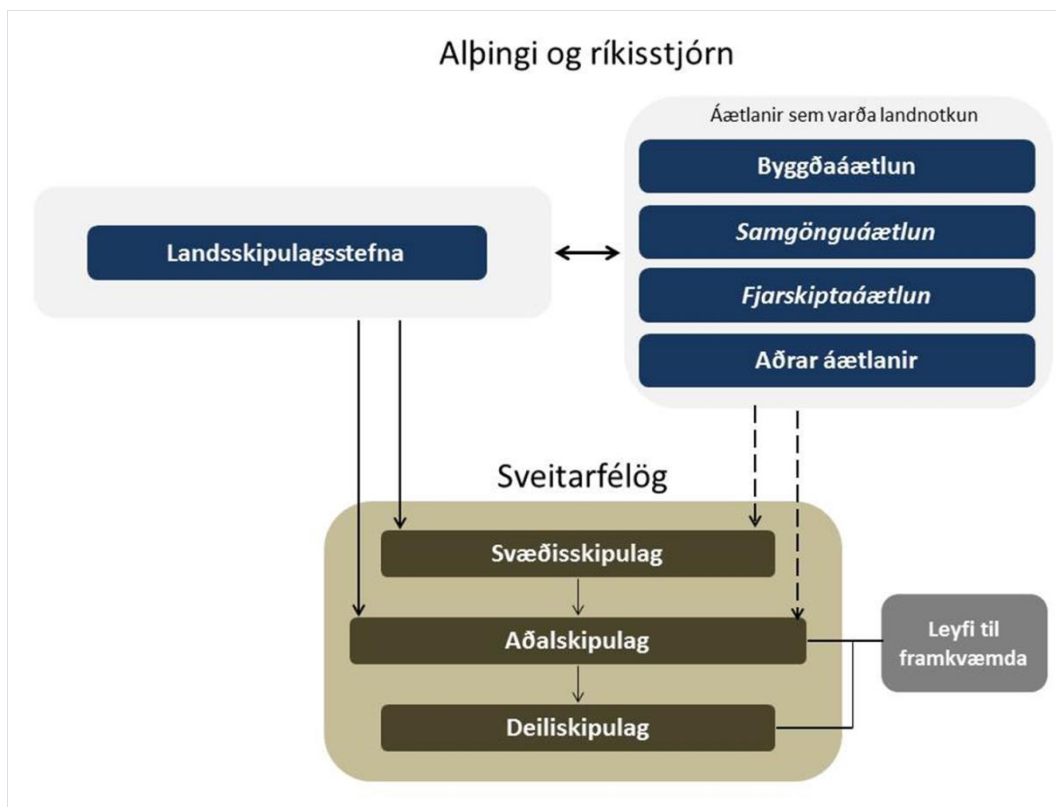 Alþingi og ríkisstjórn
Áætlanir sem varða landnotkun
Byggðaáætlun
Samgönguáætlun
Fjarskiptaáætlun
Aðrar áætlanir
Landsskipulagsstefna
Sveitarfélög
Svæðisskipulag
Aðalskipulag
Deiliskipulag
Leyfi til
framkvæmda